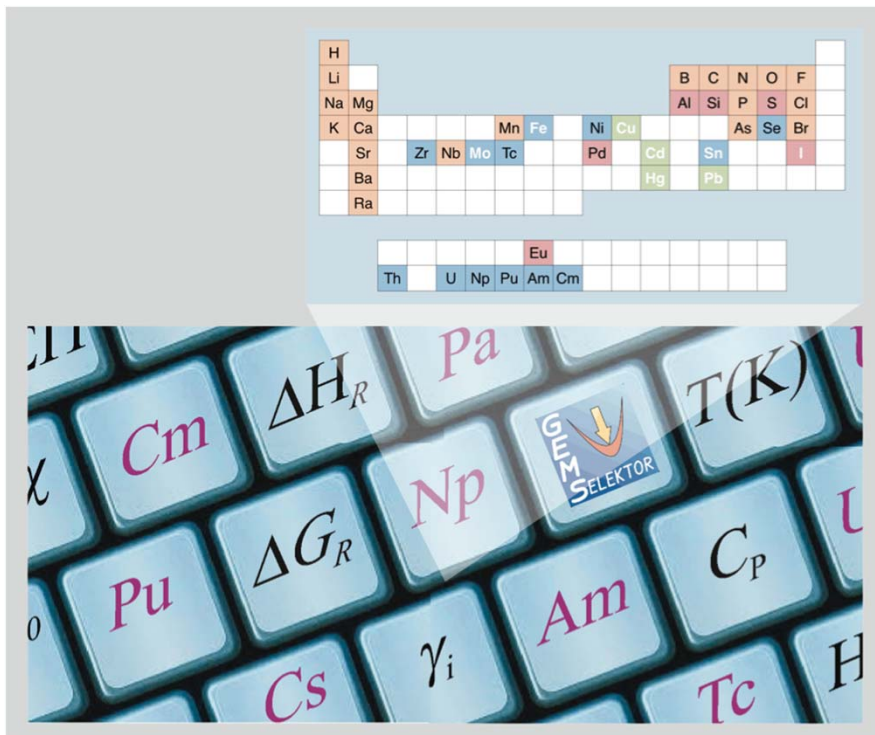 H
Li B C N O F
Na Mg Al Si P S Cl
K Ca Mn Fe Ni Cu As Se Br
Sr Zr Nb Mo Tc Pd Cd Sn I
Ba Hg Pb
Ra
Eu
Th U Np Pu Am Cm
Pa
ΔH_R
T(K)
Cm
GEMS
SELEKTOR
χ
Np
ΔG_R
C_P
U
Pu
Am
0
γ_i
H
Cs
Tc